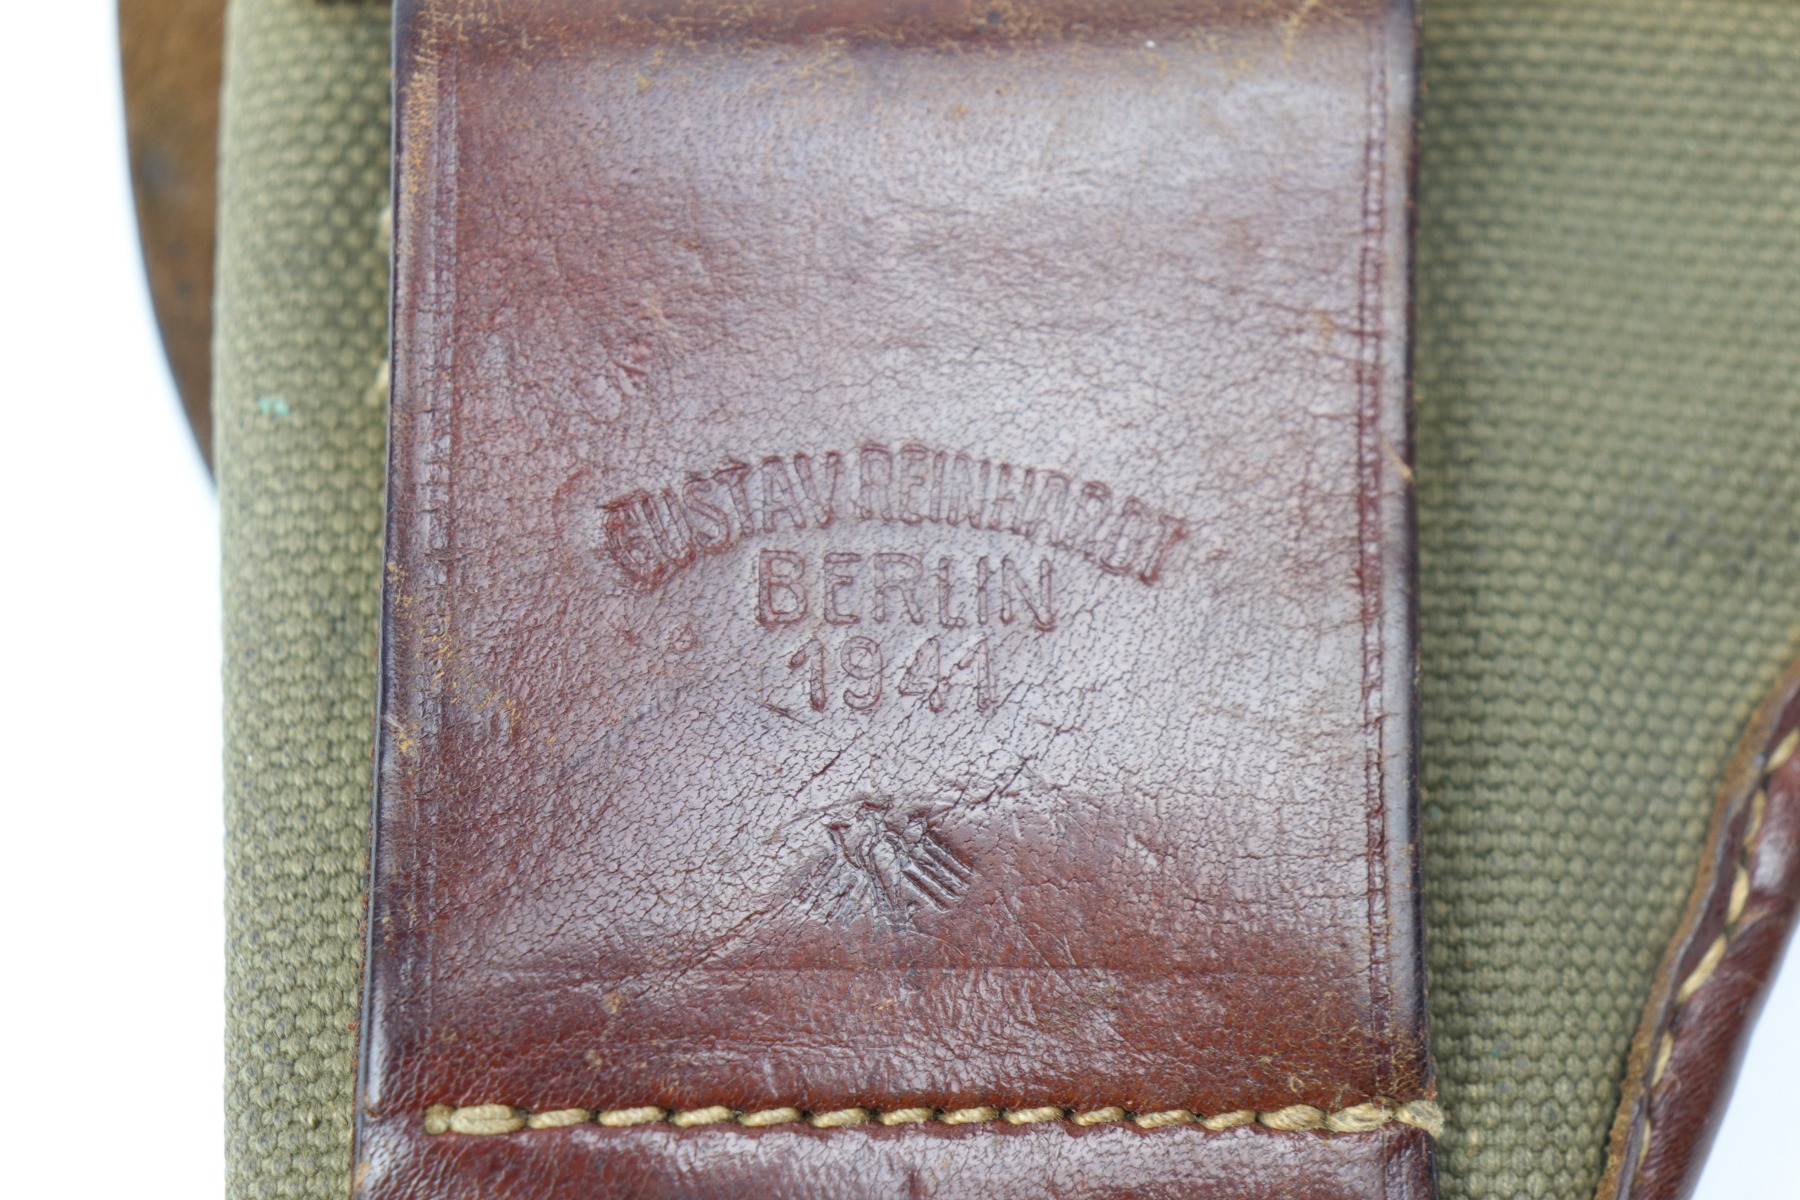 GUSTAV REINHARDT
BERLIN
1941